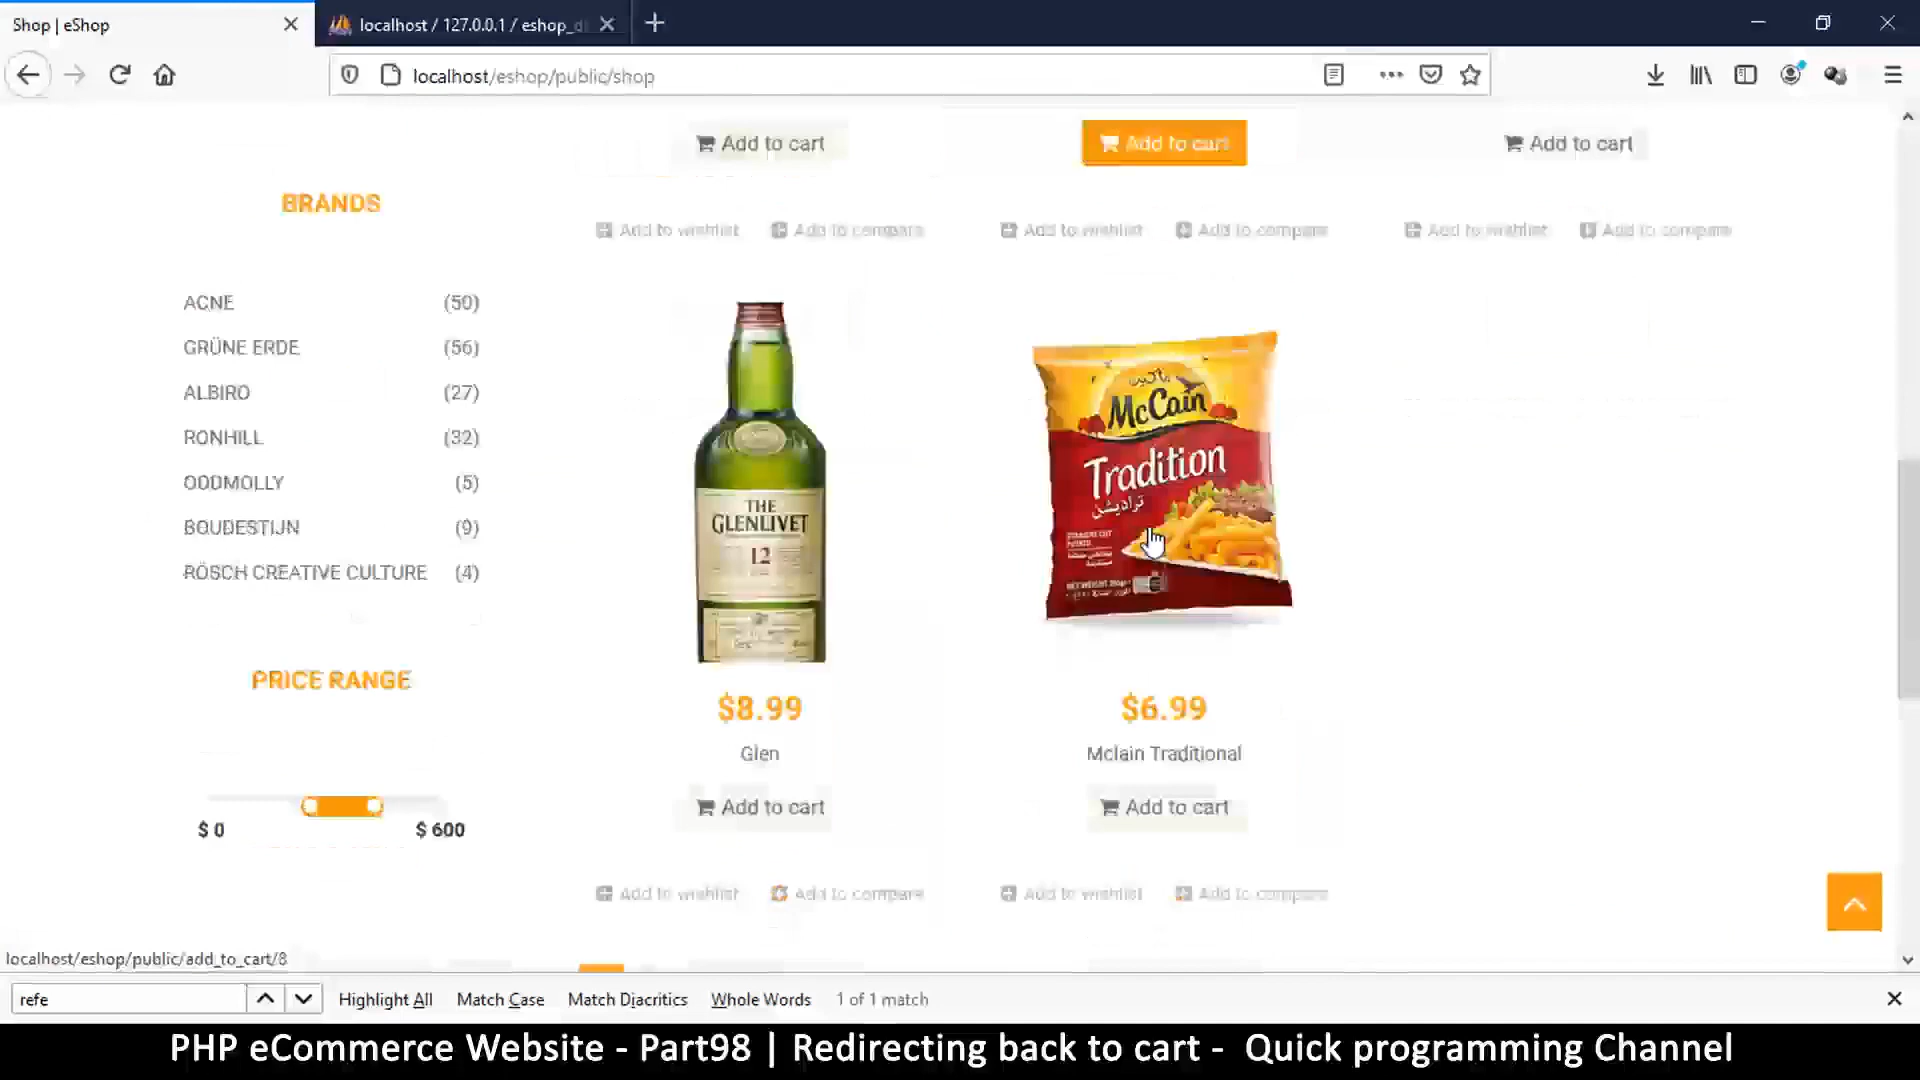 Shop | eShop
localhost / 127.0.0.1 / eshop_d
localhost/eshop/public/shop
Add to cart
Add to cart
Add to cart
BRANDS
Add to wishlist
Add to compare
Add to wishlist
Add to compare
Add to wishlist
Add to compare
ACNE (50)
GRÜNE ERDE (56)
ALBIRO (27)
RONHILL (32)
ODDMOLLY (5)
BOUDESTIJN (9)
RÖSCH CREATIVE CULTURE (4)
THE
GLENLIVET
12
McCain
Tradition
تراديشن
PRICE RANGE
$8.99
$6.99
Glen
Mclain Traditional
Add to cart
Add to cart
$ 0
$ 600
Add to wishlist
Add to compare
Add to wishlist
Add to compare
localhost/eshop/public/add_to_cart/8
refe
Highlight All
Match Case
Match Diacritics
Whole Words
1 of 1 match
PHP eCommerce Website - Part98 | Redirecting back to cart - Quick programming Channel